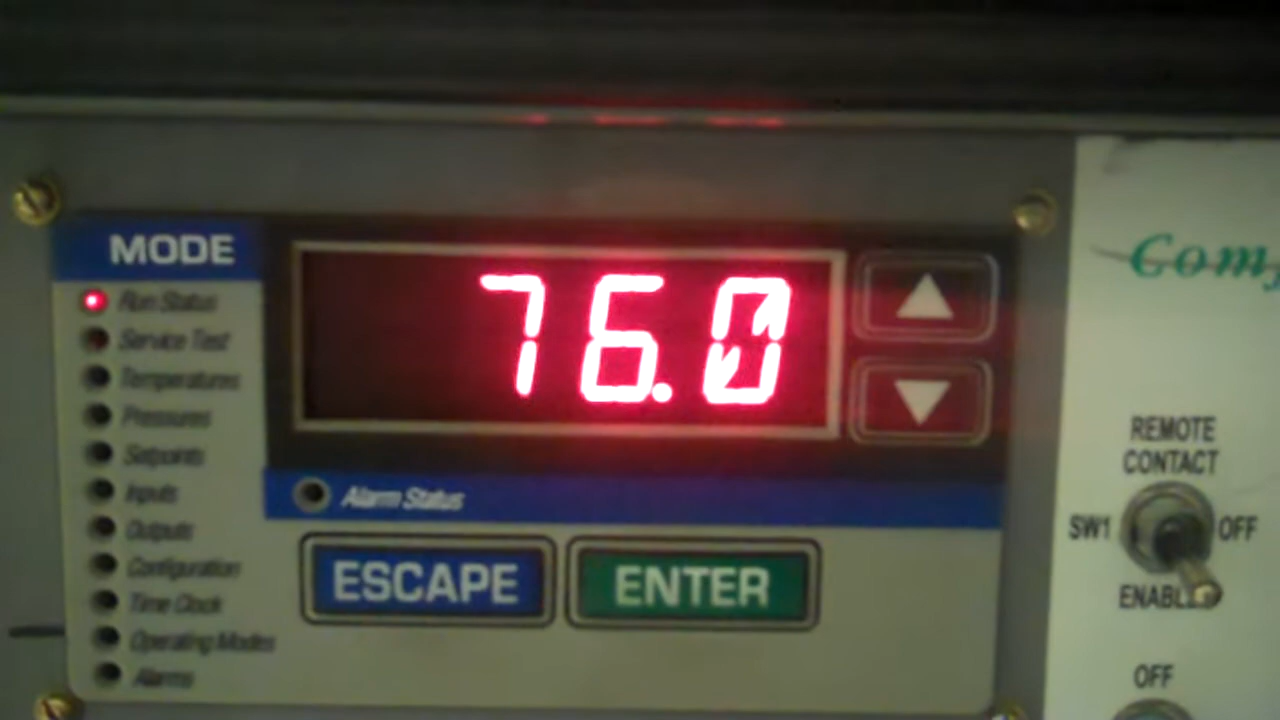 MODE
Run Status
Service Test
Temperatures
Pressures
Setpoints
Inputs
Outputs
Configuration
Time Clock
Operating Modes
Alarms
76.0
Alarm Status
ESCAPE
ENTER
Com
REMOTE
CONTACT
SW1
OFF
ENABLE
OFF